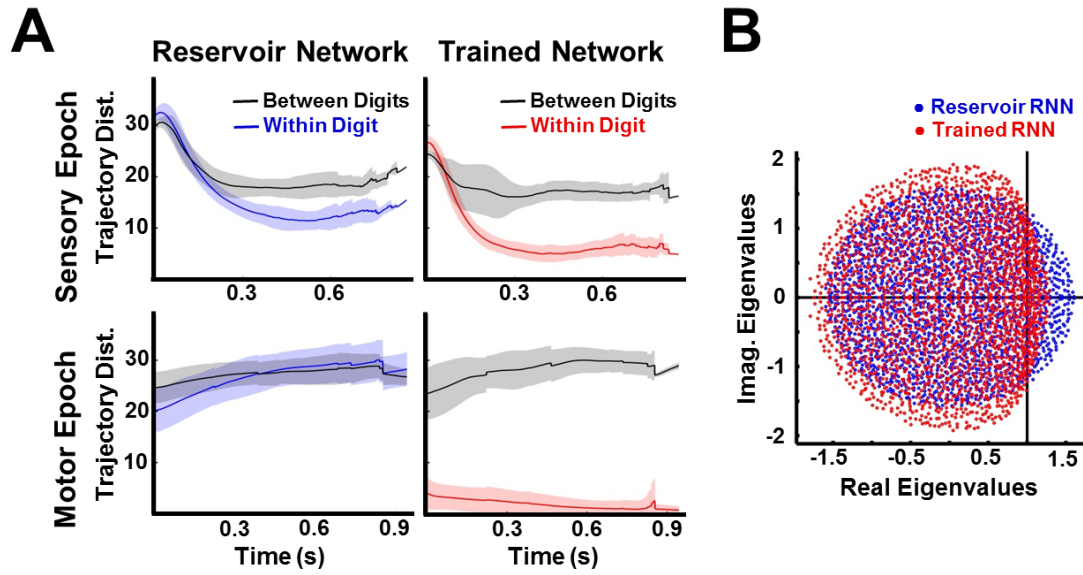 A
B
Reservoir Network
Trained Network
Sensory Epoch
Trajectory Dist.
30
20
10
Between Digits
Within Digit
Between Digits
Within Digit
0.3
0.6
0.3
0.6
Motor Epoch
Trajectory Dist.
30
20
10
0.3
0.6
0.9
0.3
0.6
0.9
Time (s)
Time (s)
Reservoir RNN
Trained RNN
Imag. Eigenvalues
2
1
0
-1
-2
-1.5
-0.5
0.5
1.5
Real Eigenvalues